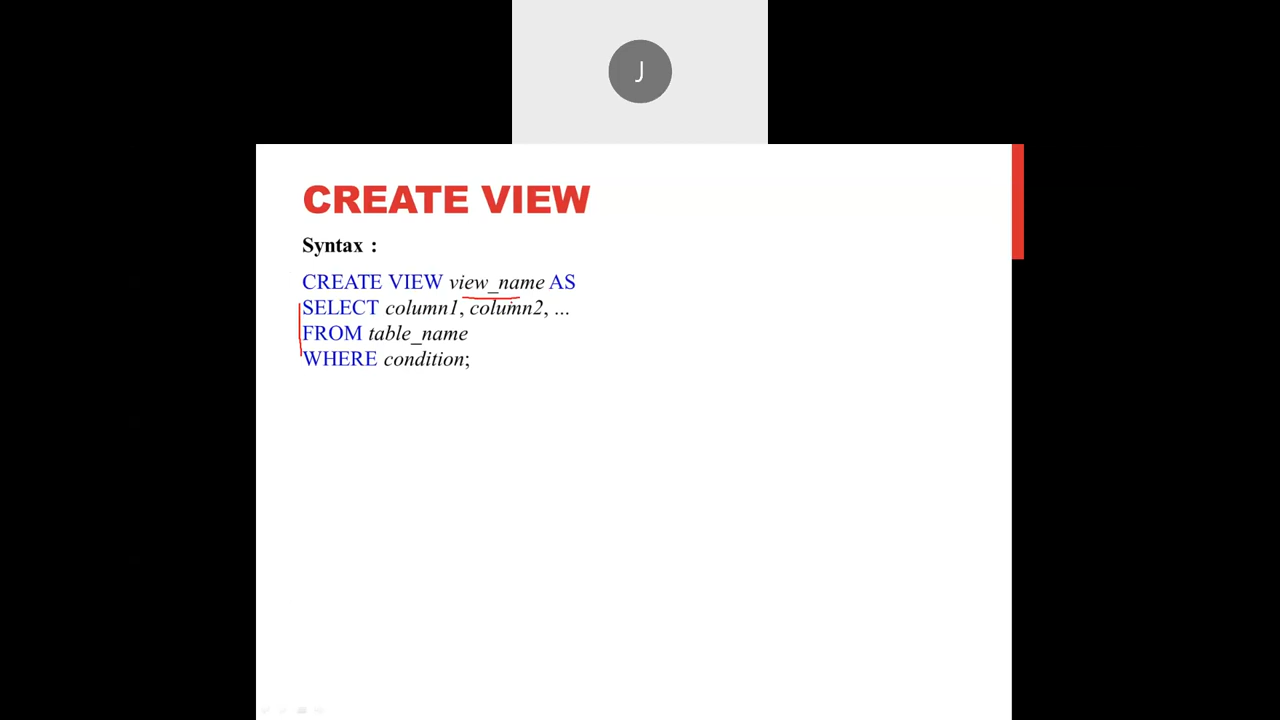 J
CREATE VIEW
Syntax :
CREATE VIEW view_name AS
SELECT column1, column2, ...
FROM table_name
WHERE condition;